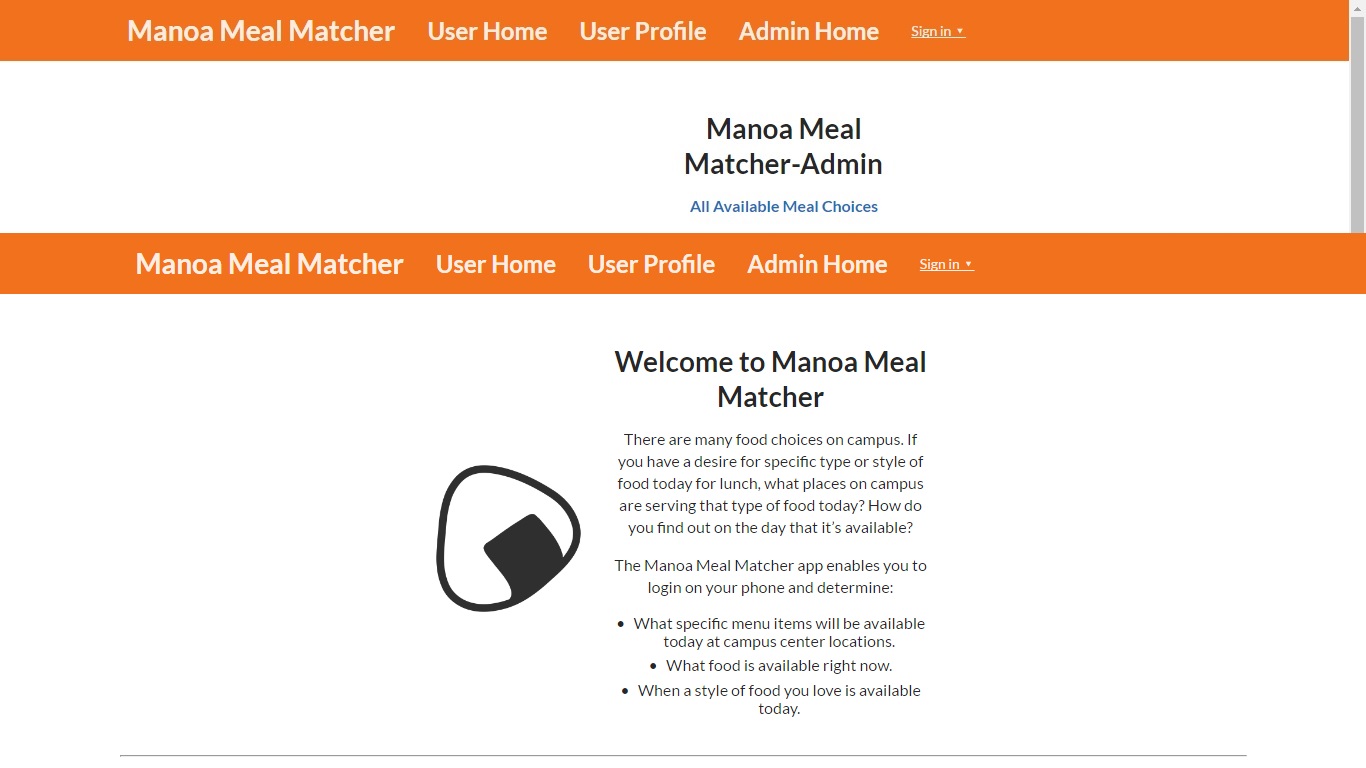 Manoa Meal Matcher User Home User Profile Admin Home Sign in
Manoa Meal
Matcher-Admin
All Available Meal Choices
Manoa Meal Matcher User Home User Profile Admin Home Sign in
Welcome to Manoa Meal
Matcher
There are many food choices on campus. If
you have a desire for specific type or style of
food today for lunch, what places on campus
are serving that type of food today? How do
you find out on the day that it’s available?
The Manoa Meal Matcher app enables you to
login on your phone and determine:
• What specific menu items will be available
today at campus center locations.
• What food is available right now.
• When a style of food you love is available
today.